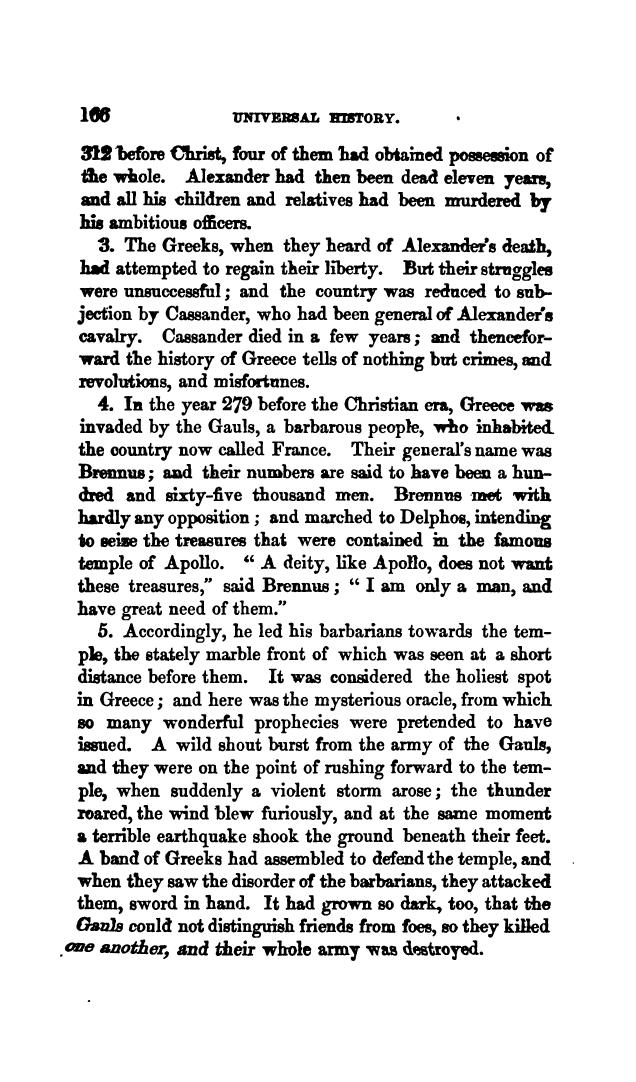 166 UNIVERSAL HISTORY.
312 before Christ, four of them had obtained possession of
the whole. Alexander had then been dead eleven years,
and all his children and relatives had been murdered by
his ambitious officers.
3. The Greeks, when they heard of Alexander's death,
had attempted to regain their liberty. But their struggles
were unsuccessful; and the country was reduced to sub-
jection by Cassander, who had been general of Alexander's
cavalry. Cassander died in a few years; and thencefor-
ward the history of Greece tells of nothing but crimes, and
revolutions, and misfortunes.
4. In the year 279 before the Christian era, Greece was
invaded by the Gauls, a barbarous people, who inhabited
the country now called France. Their general's name was
Brennus; and their numbers are said to have been a hun-
dred and sixty-five thousand men. Brennus met with
hardly any opposition; and marched to Delphos, intending
to seize the treasures that were contained in the famous
temple of Apollo. "A deity, like Apollo, does not want
these treasures," said Brennus; "I am only a man, and
have great need of them."
5. Accordingly, he led his barbarians towards the tem-
ple, the stately marble front of which was seen at a short
distance before them. It was considered the holiest spot
in Greece; and here was the mysterious oracle, from which
so many wonderful prophecies were pretended to have
issued. A wild shout burst from the army of the Gauls,
and they were on the point of rushing forward to the tem-
ple, when suddenly a violent storm arose; the thunder
roared, the wind blew furiously, and at the same moment
a terrible earthquake shook the ground beneath their feet.
A band of Greeks had assembled to defend the temple, and
when they saw the disorder of the barbarians, they attacked
them, sword in hand. It had grown so dark, too, that the
Gauls could not distinguish friends from foes, so they killed
one another, and their whole army was destroyed.